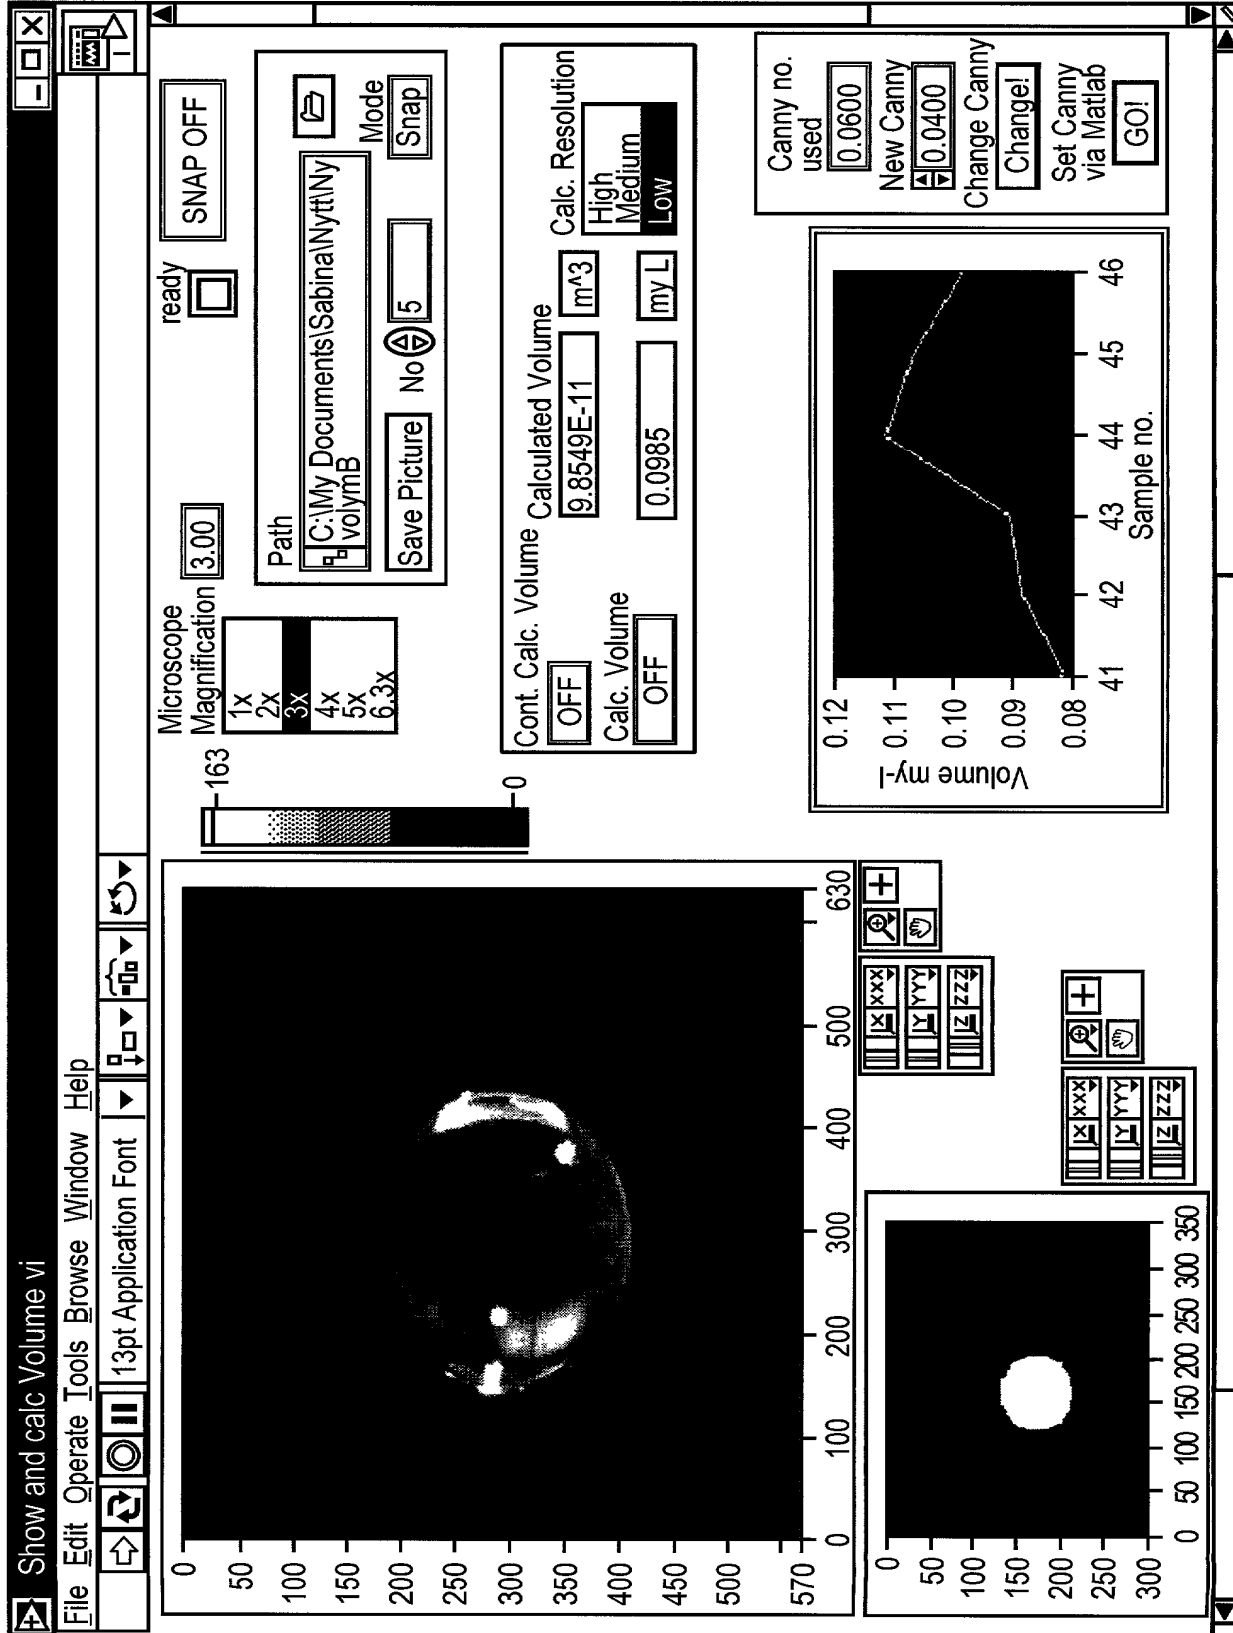 Show and calc Volume vi
File Edit Operate Tools Browse Window Help
13pt Application Font
0
50
100
150
200
250
300
350
400
450
500
570
0 100 200 300 400 500 630
163
0
Microscope
Magnification 3.00
1x
2x
3x
4x
5x
6,3x
ready
SNAP OFF
Path
C:\My Documents\Sabina\Nytt\Ny
volymB
Mode
Save Picture No 5 Snap
Cont. Calc. Volume Calculated Volume Calc. Resolution
OFF 9.8549E-11 m^3 High
Medium
Low
Calc. Volume
OFF 0.0985 my L
X XXX
Y YYY
Z ZZZ
0
50
100
150
200
250
300
0 50 100 150 200 250 300 350
X XXX
Y YYY
Z ZZZ
Volume my-l
0.12
0.11
0.10
0.09
0.08
41 42 43 44 45 46
Sample no.
Canny no.
used
0.0600
New Canny
0.0400
Change Canny
Change!
Set Canny
via Matlab
GO!